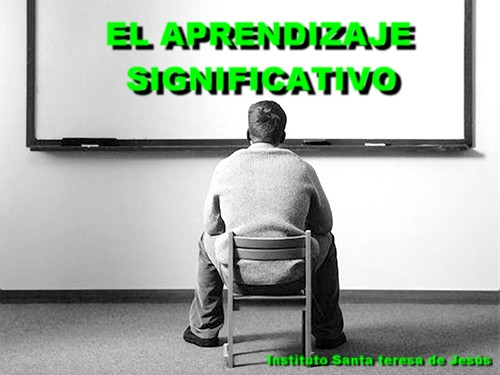 EL APRENDIZAJE
SIGNIFICATIVO
Instituto Santa teresa de Jesús